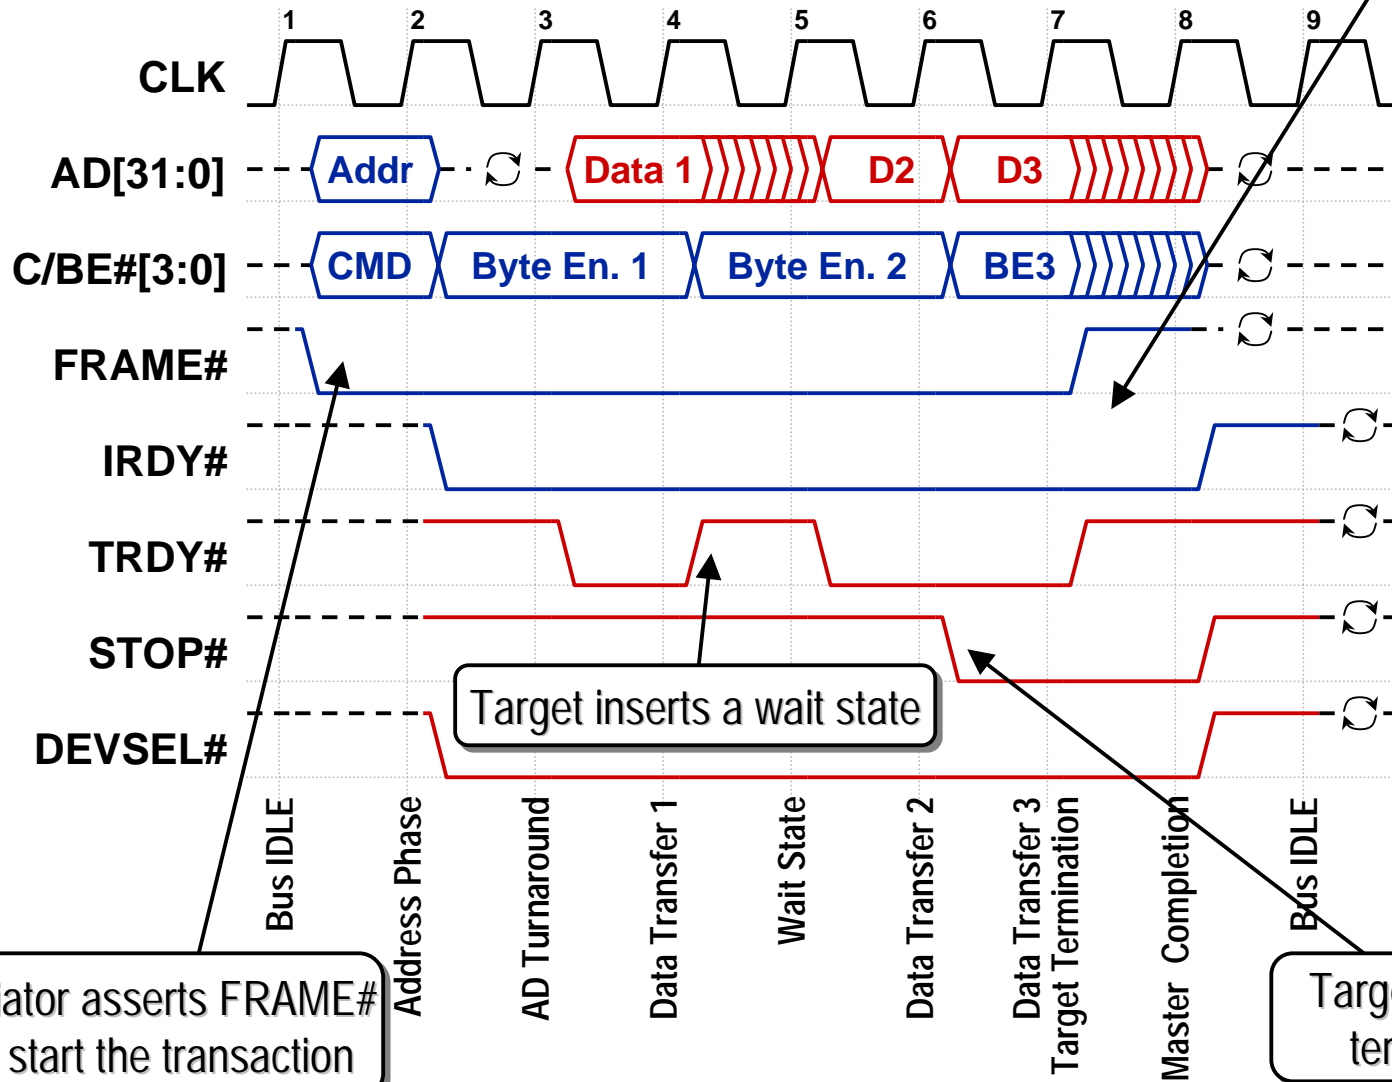 1 2 3 4 5 6 7 8 9
CLK
AD[31:0] Addr Data 1 D2 D3
C/BE#[3:0] CMD Byte En. 1 Byte En. 2 BE3
FRAME#
IRDY#
TRDY#
STOP#
Target inserts a wait state
DEVSEL#
Bus IDLE
Address Phase
AD Turnaround
Data Transfer 1
Wait State
Data Transfer 2
Data Transfer 3
Target Termination
Master Completion
Bus IDLE
iator asserts FRAME#
start the transaction
Targe
ter